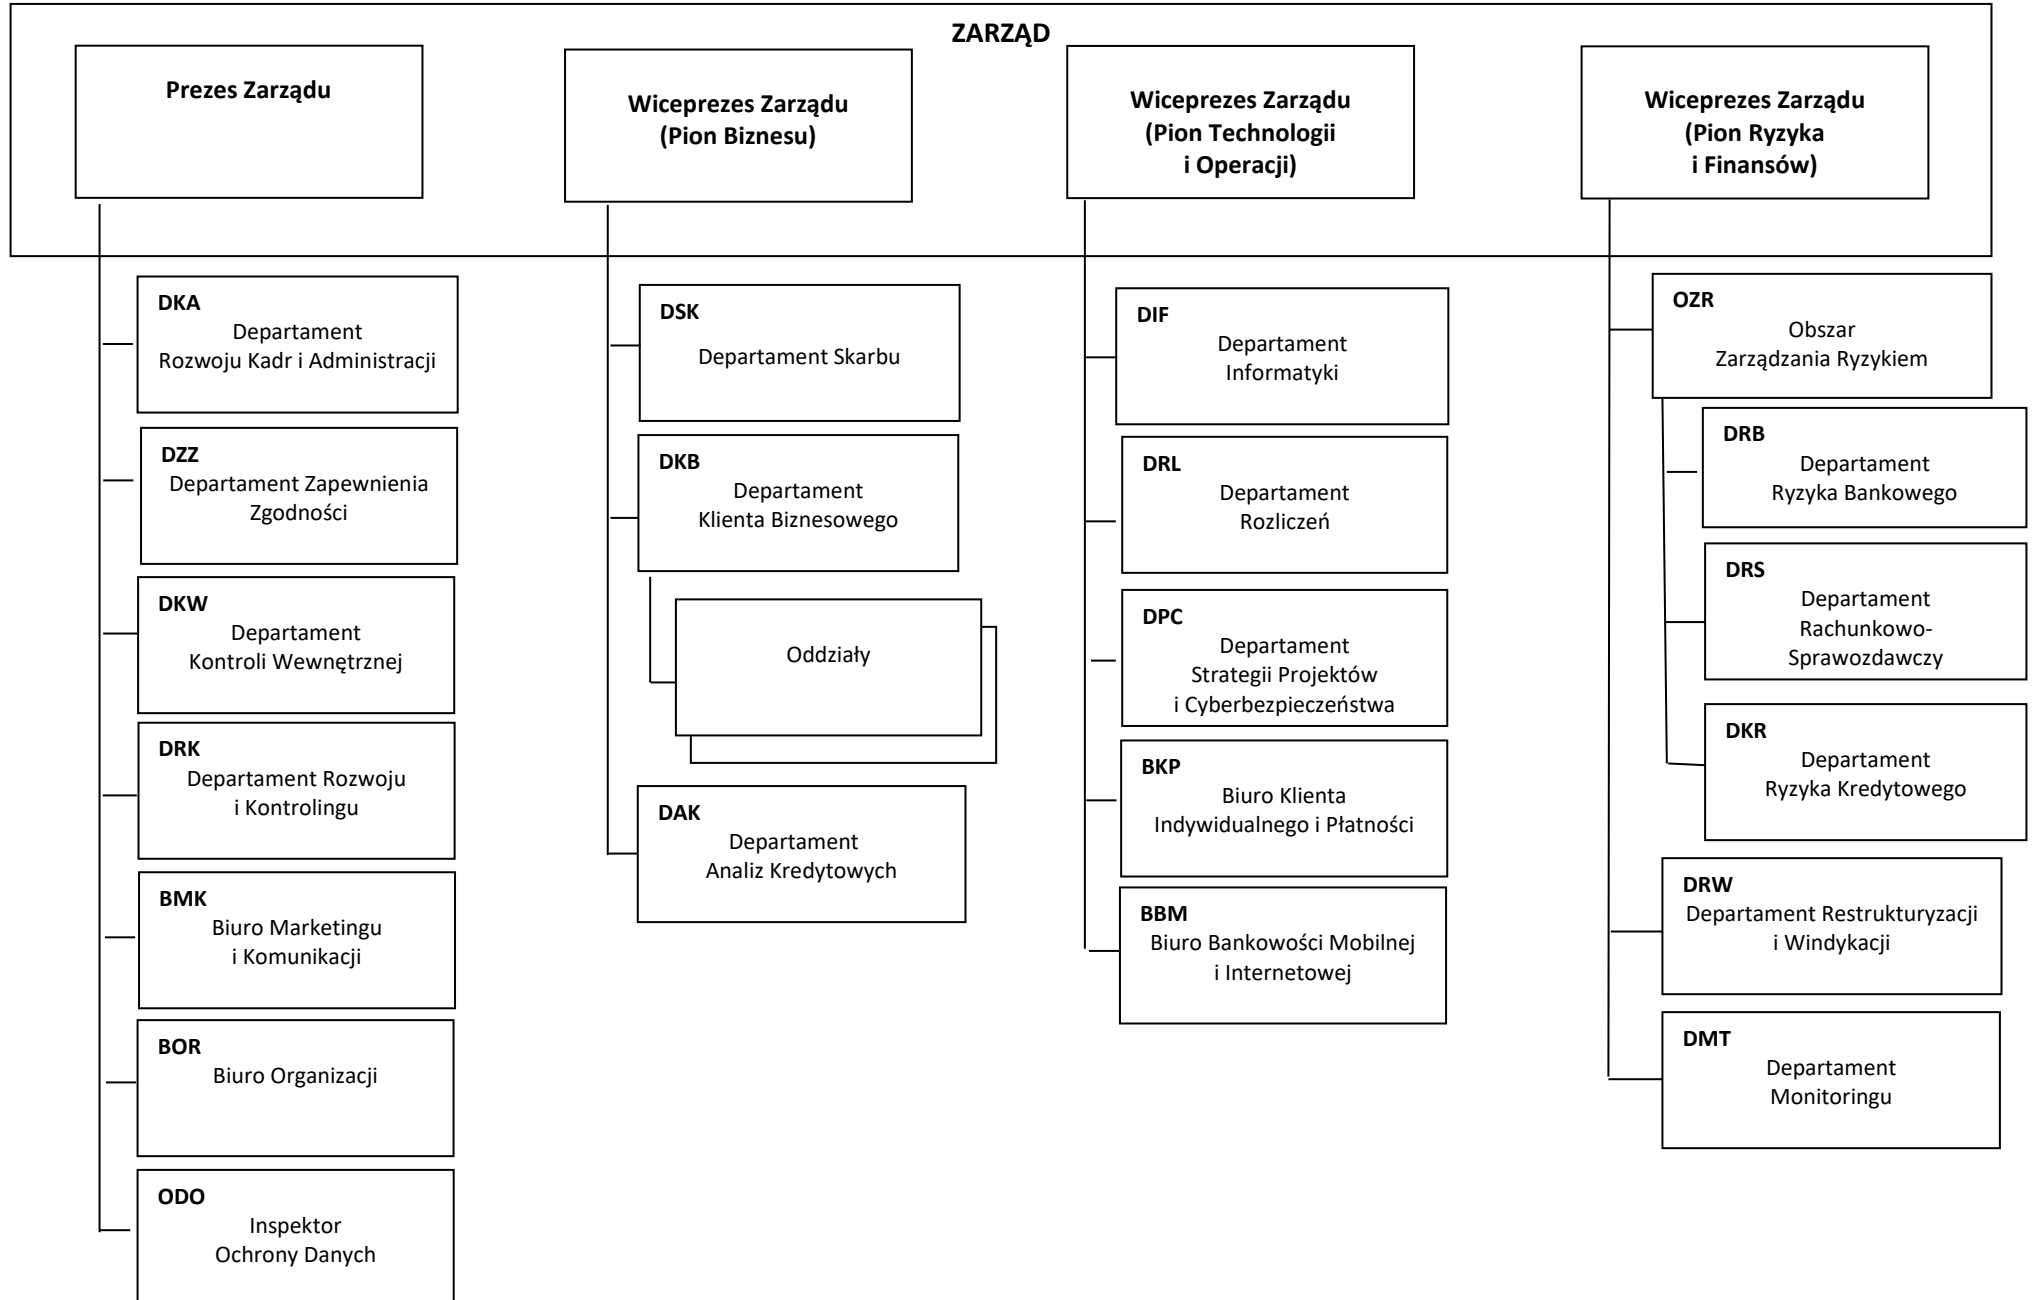 ZARZĄD
Prezes Zarządu
Wiceprezes Zarządu
(Pion Biznesu)
Wiceprezes Zarządu
(Pion Technologii
i Operacji)
Wiceprezes Zarządu
(Pion Ryzyka
i Finansów)
DKA
Departament
Rozwoju Kadr i Administracji
DZZ
Departament Zapewnienia
Zgodności
DKW
Departament
Kontroli Wewnętrznej
DRK
Departament Rozwoju
i Kontrolingu
BMK
Biuro Marketingu
i Komunikacji
BOR
Biuro Organizacji
ODO
Inspektor
Ochrony Danych
DSK
Departament Skarbu
DKB
Departament
Klienta Biznesowego
Oddziały
DAK
Departament
Analiz Kredytowych
DIF
Departament
Informatyki
DRL
Departament
Rozliczeń
DPC
Departament
Strategii Projektów
i Cyberbezpieczeństwa
BKP
Biuro Klienta
Indywidualnego i Płatności
BBM
Biuro Bankowości Mobilnej
i Internetowej
OZR
Obszar
Zarządzania Ryzykiem
DRB
Departament
Ryzyka Bankowego
DRS
Departament
Rachunkowo-
Sprawozdawczy
DKR
Departament
Ryzyka Kredytowego
DRW
Departament Restrukturyzacji
i Windykacji
DMT
Departament
Monitoringu